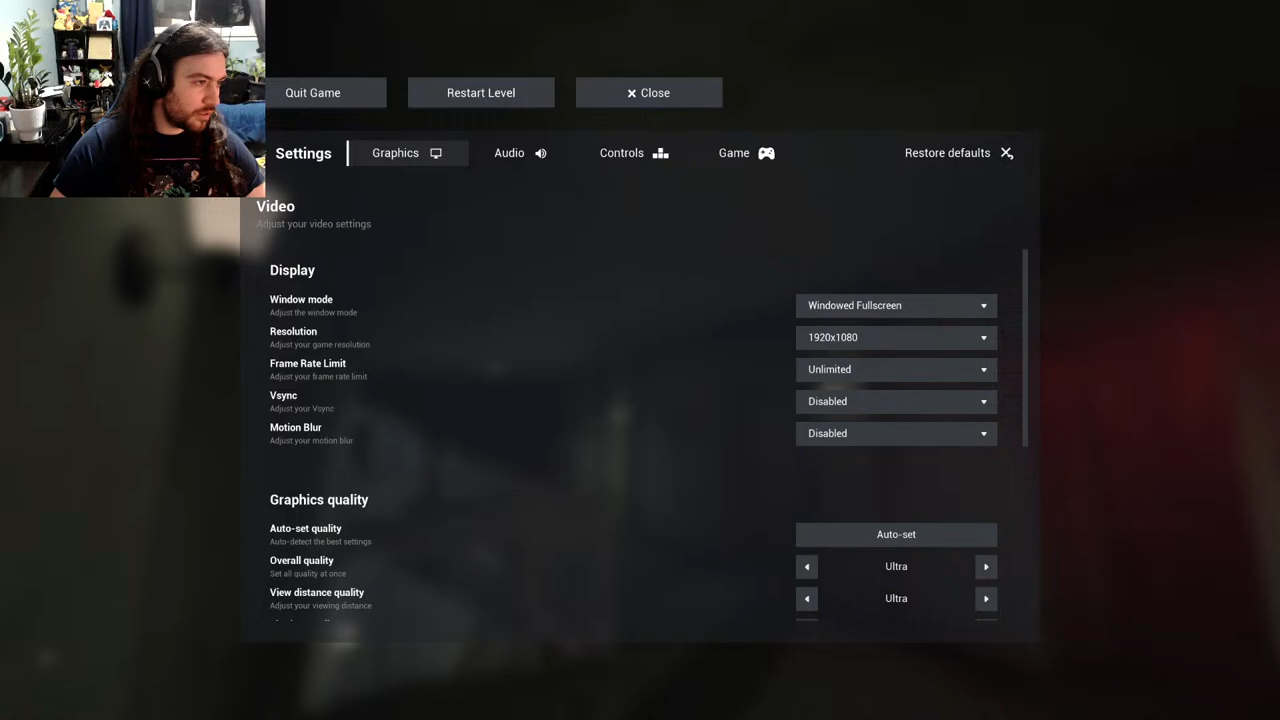 Quit Game
Restart Level
Close
Settings
Graphics
Audio
Controls
Game
Restore defaults
Video
Adjust your video settings
Display
Window mode
Adjust the window mode
Windowed Fullscreen
Resolution
Adjust your game resolution
1920x1080
Frame Rate Limit
Adjust your frame rate limit
Unlimited
Vsync
Adjust your Vsync
Disabled
Motion Blur
Adjust your motion blur
Disabled
Graphics quality
Auto-set quality
Auto-detect the best settings
Auto-set
Overall quality
Set all quality at once
Ultra
View distance quality
Adjust your viewing distance
Ultra